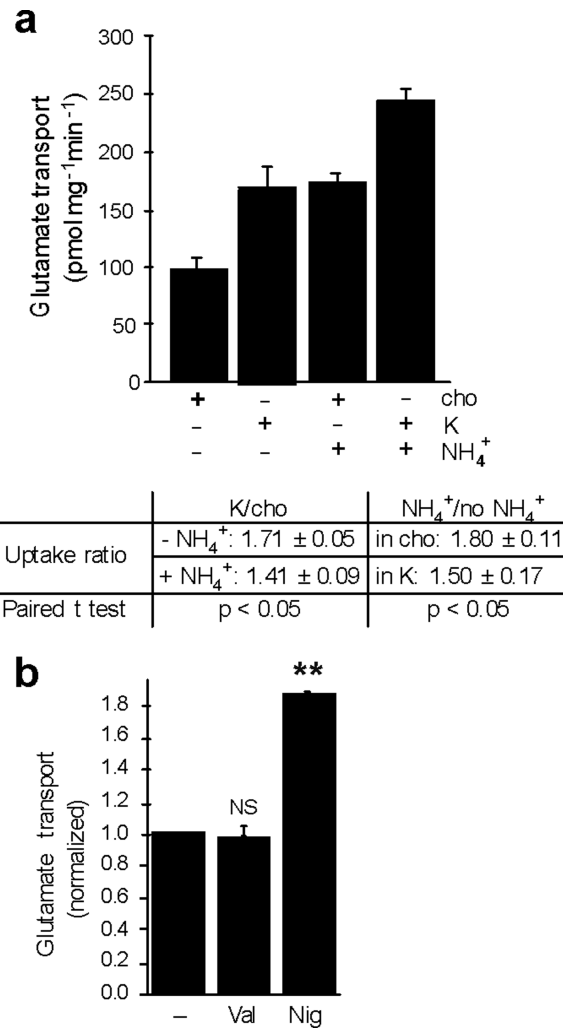 a
Glutamate transport
(pmol mg⁻¹min⁻¹)
300
250
200
150
100
50
0
+ – + – cho
– + – + K
– – + + NH₄⁺
K/cho NH₄⁺/no NH₄⁺
Uptake ratio
- NH₄⁺: 1.71 ± 0.05 in cho: 1.80 ± 0.11
+ NH₄⁺: 1.41 ± 0.09 in K: 1.50 ± 0.17
Paired t test p < 0.05 p < 0.05
b
Glutamate transport
(normalized)
1.8
1.6
1.4
1.2
1.0
0.8
0.6
0.4
0.2
0.0
NS
**
– Val Nig